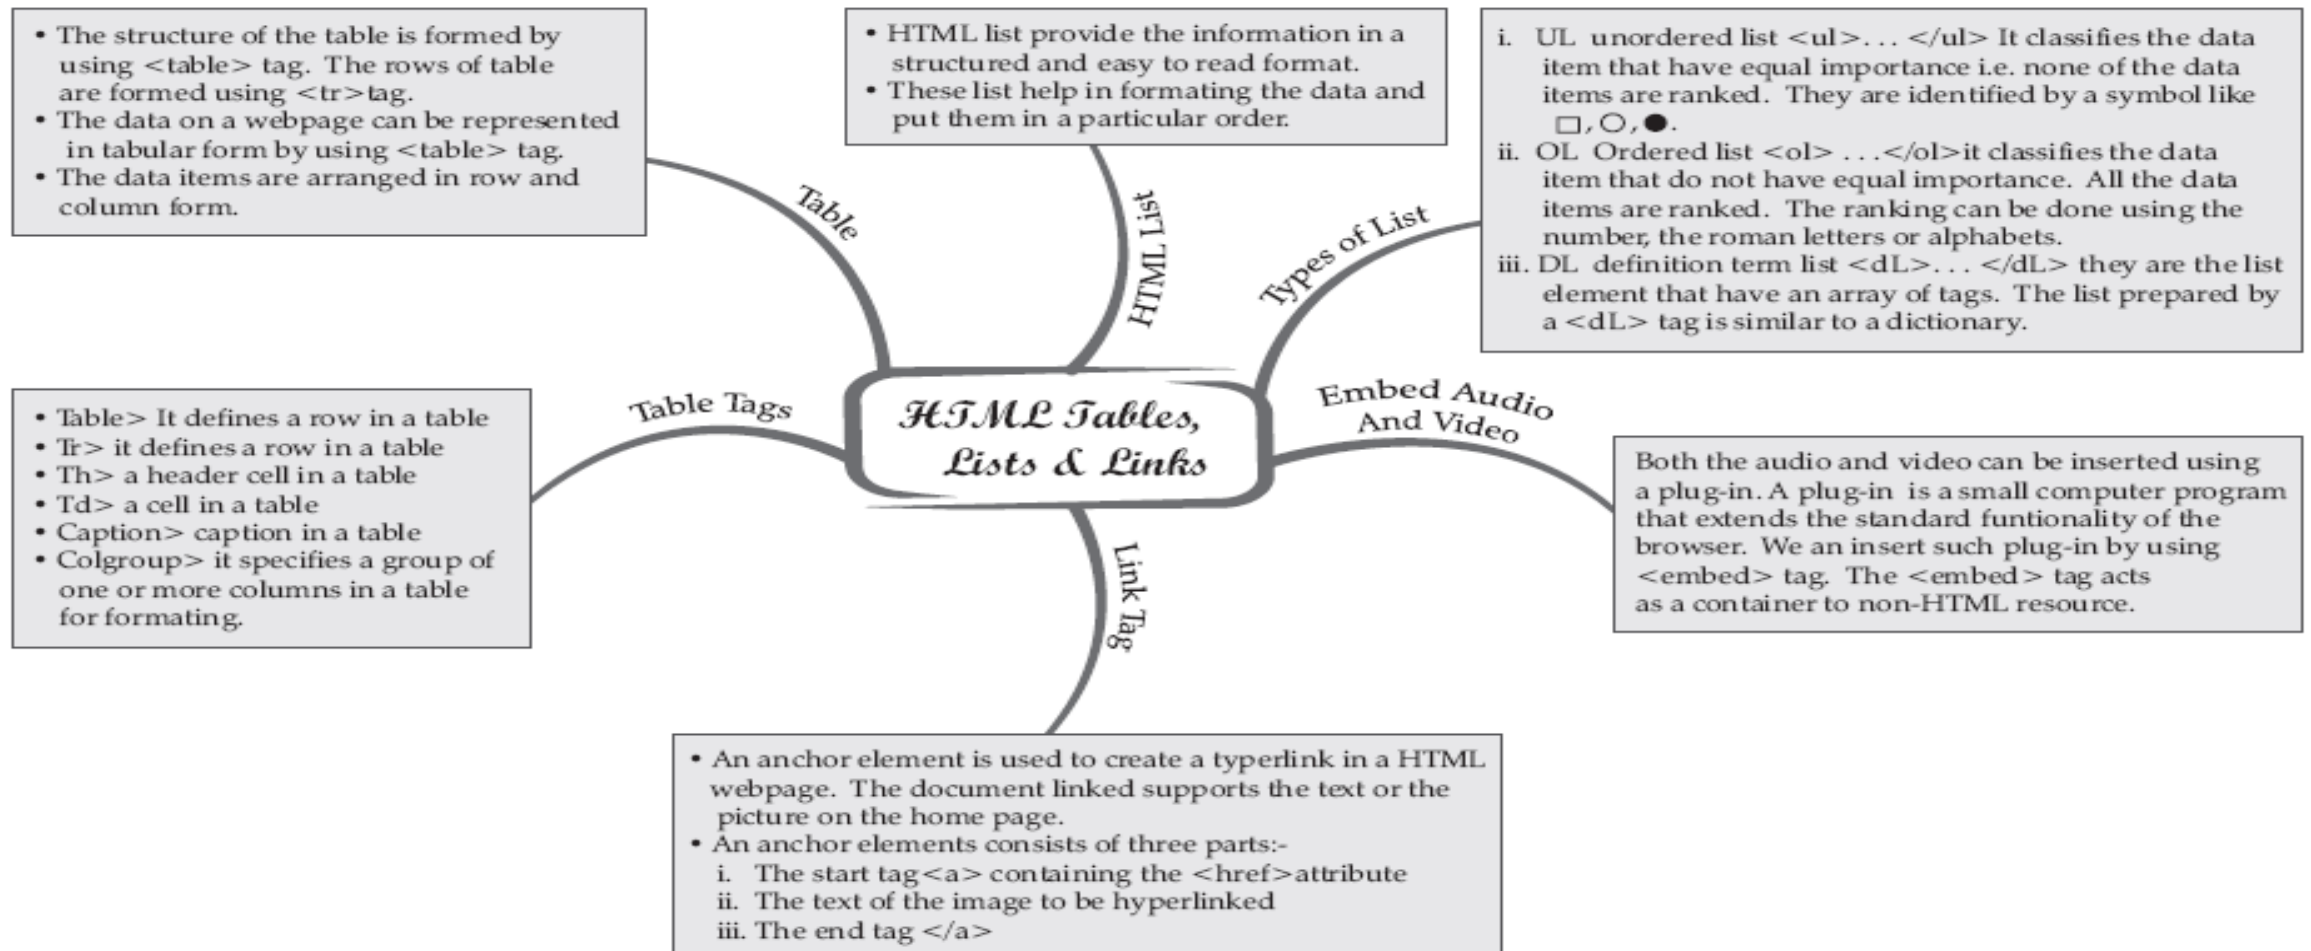 • The structure of the table is formed by
using <table> tag. The rows of table
are formed using <tr>tag.
• The data on a webpage can be represented
in tabular form by using <table> tag.
• The data items are arranged in row and
column form.
Table
• HTML list provide the information in a
structured and easy to read format.
• These list help in formating the data and
put them in a particular order.
HTML List
i. UL unordered list <ul>... </ul> It classifies the data
item that have equal importance i.e. none of the data
items are ranked. They are identified by a symbol like
□, ○, ●.
ii. OL Ordered list <ol> ...</ol>it classifies the data
item that do not have equal importance. All the data
items are ranked. The ranking can be done using the
number, the roman letters or alphabets.
iii. DL definition term list <dL>... </dL> they are the list
element that have an array of tags. The list prepared by
a <dL> tag is similar to a dictionary.
Types of List
HTML Tables,
Lists & Links
Table Tags
• Table> It defines a row in a table
• Tr> it defines a row in a table
• Th> a header cell in a table
• Td> a cell in a table
• Caption> caption in a table
• Colgroup> it specifies a group of
one or more columns in a table
for formating.
Embed Audio
And Video
Both the audio and video can be inserted using
a plug-in. A plug-in is a small computer program
that extends the standard funtionality of the
browser. We an insert such plug-in by using
<embed> tag. The <embed> tag acts
as a container to non-HTML resource.
Link Tag
• An anchor element is used to create a typerlink in a HTML
webpage. The document linked supports the text or the
picture on the home page.
• An anchor elements consists of three parts:-
i. The start tag<a> containing the <href>attribute
ii. The text of the image to be hyperlinked
iii. The end tag </a>